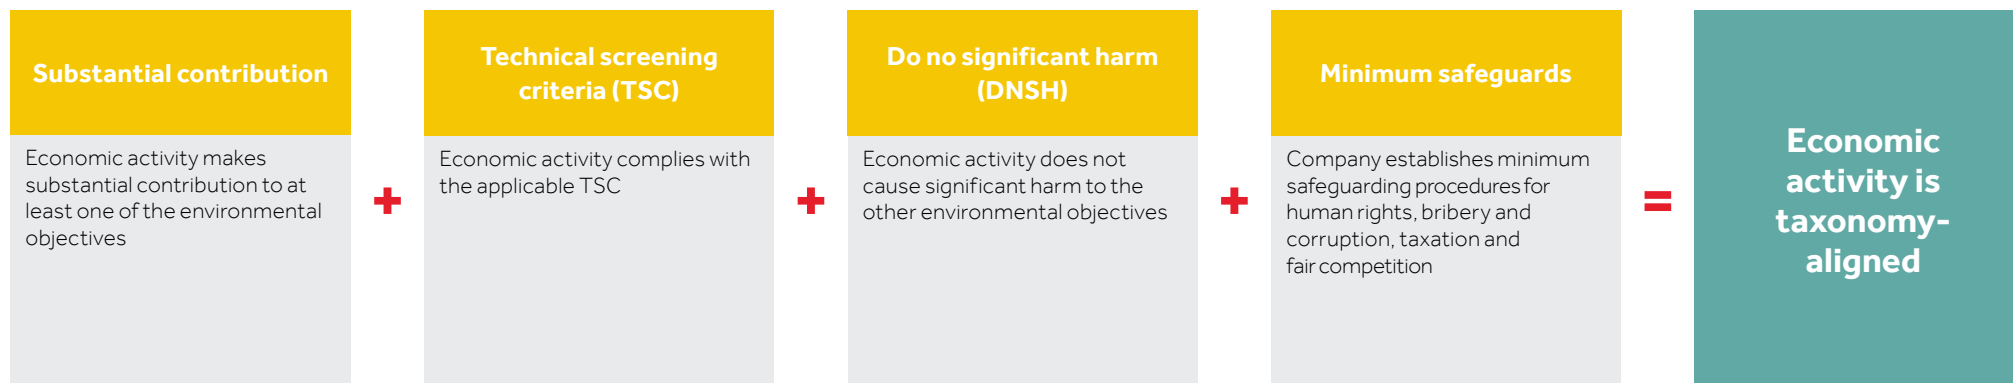 Substantial contribution
Economic activity makes
substantial contribution to at
least one of the environmental
objectives
+
Technical screening
criteria (TSC)
Economic activity complies with
the applicable TSC
+
Do no significant harm
(DNSH)
Economic activity does not
cause significant harm to the
other environmental objectives
+
Minimum safeguards
Company establishes minimum
safeguarding procedures for
human rights, bribery and
corruption, taxation and
fair competition
=
Economic
activity is
taxonomy-
aligned